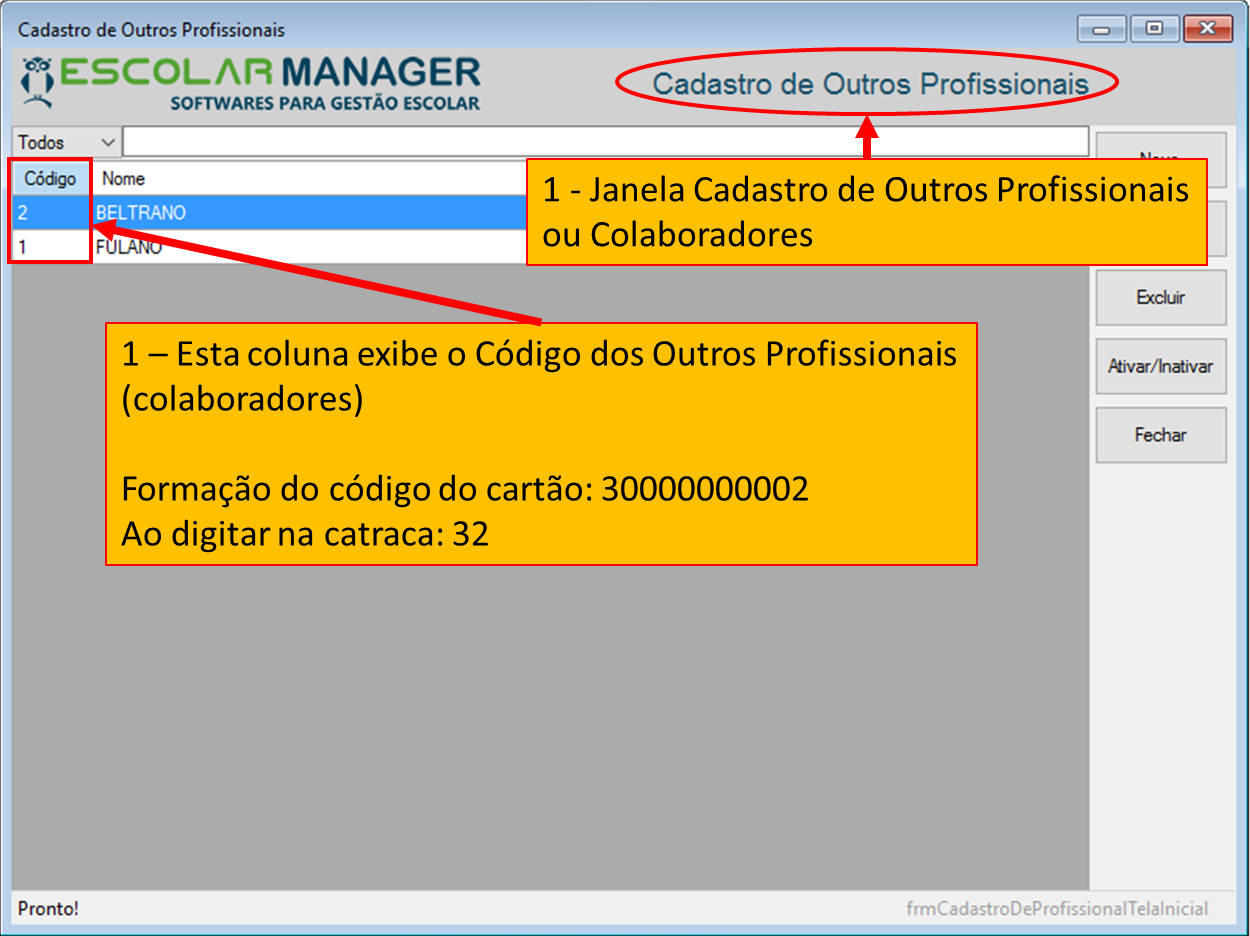 Cadastro de Outros Profissionais
ESCOLAR MANAGER
SOFTWARES PARA GESTÃO ESCOLAR
Cadastro de Outros Profissionais
Todos
Código Nome
2 BELTRANO
1 FULANO
1 - Janela Cadastro de Outros Profissionais
ou Colaboradores
Excluir
Ativar/Inativar
Fechar
1 – Esta coluna exibe o Código dos Outros Profissionais
(colaboradores)
Formação do código do cartão: 30000000002
Ao digitar na catraca: 32
Pronto!
frmCadastroDeProfissionalTelaInicial